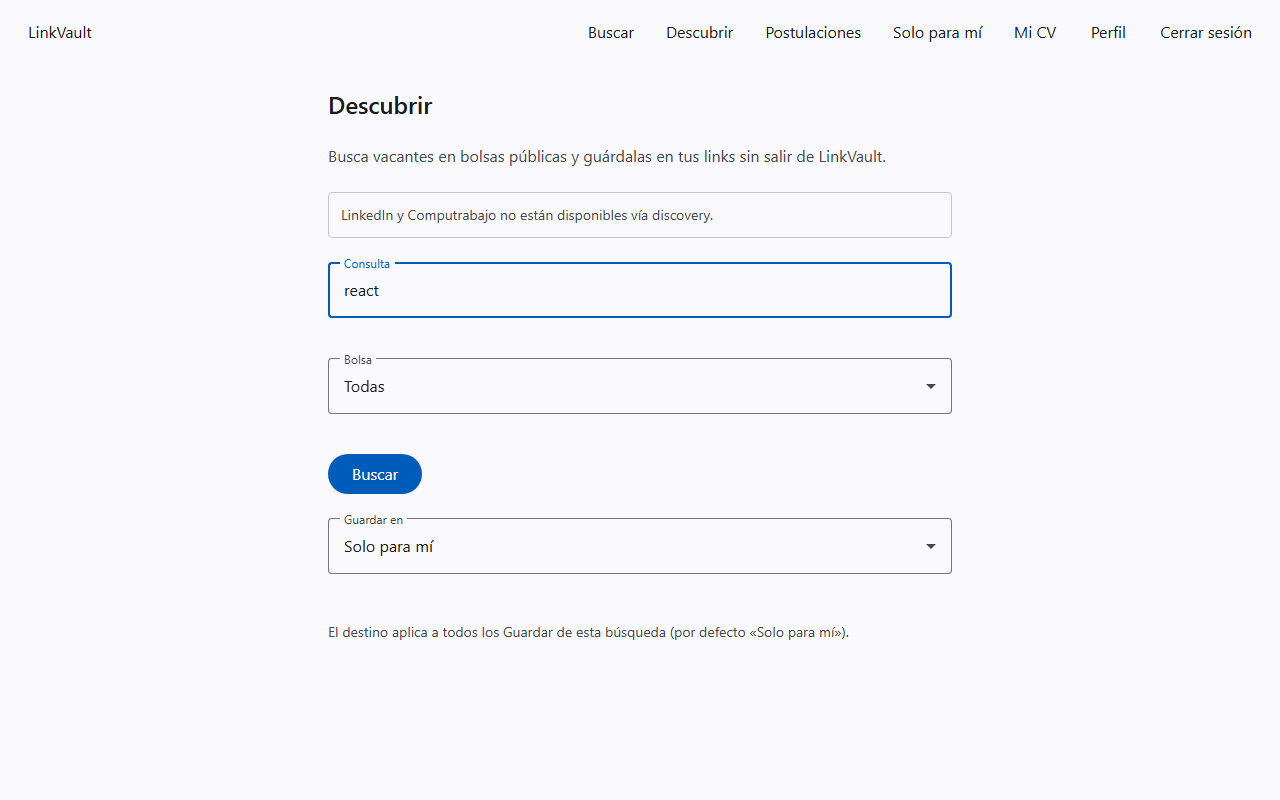 LinkVault
Buscar
Descubrir
Postulaciones
Solo para mí
Mi CV
Perfil
Cerrar sesión
Descubrir
Busca vacantes en bolsas públicas y guárdalas en tus links sin salir de LinkVault.
LinkedIn y Computrabajo no están disponibles vía discovery.
Consulta
react
Bolsa
Todas
Buscar
Guardar en
Solo para mí
El destino aplica a todos los Guardar de esta búsqueda (por defecto «Solo para mí»).